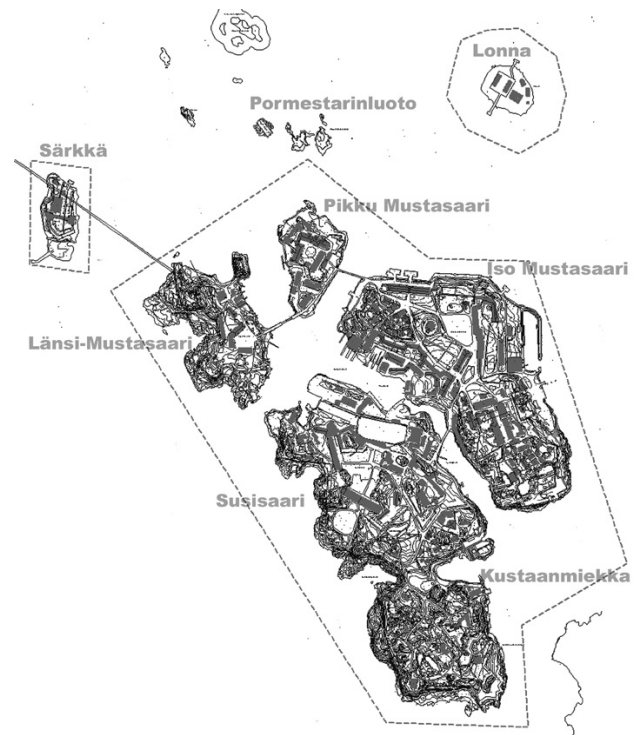 Lonna
Pormestarinluoto
Särkkä
Pikku Mustasaari
Iso Mustasaari
Länsi-Mustasaari
Susisaari
Kustaanmiekka